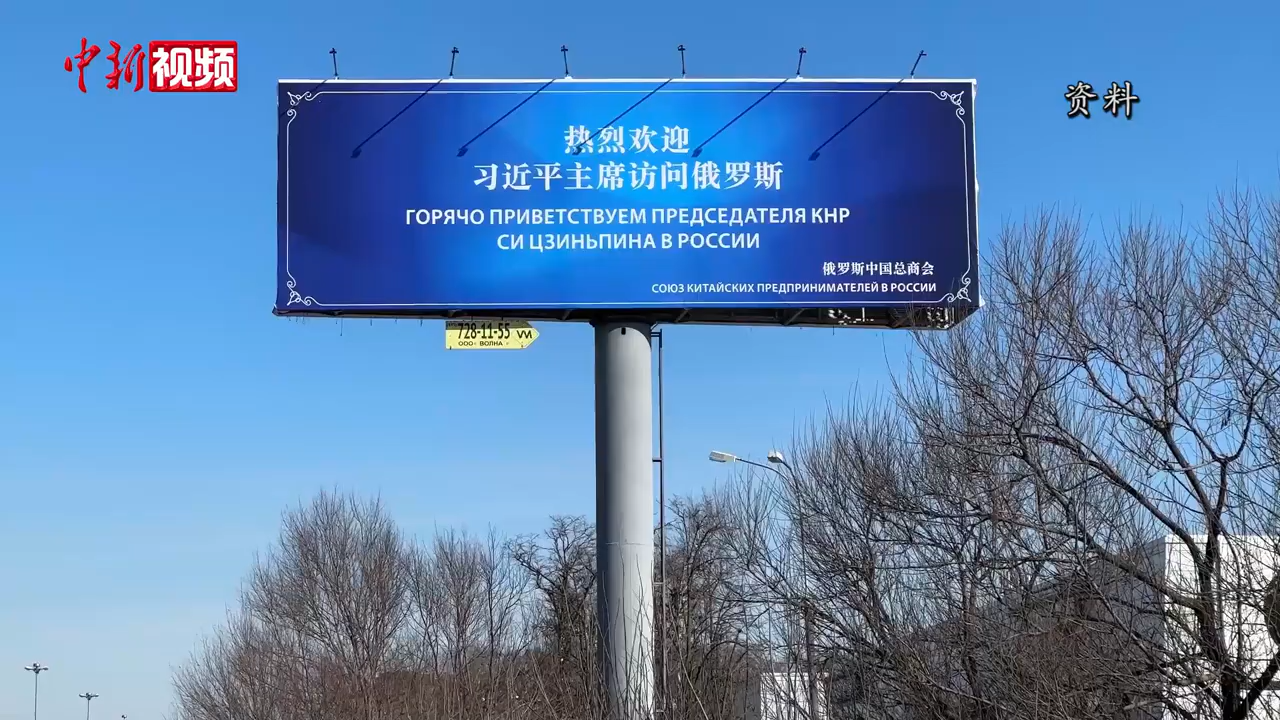 中新视频
资料
热烈欢迎
习近平主席访问俄罗斯
ГОРЯЧО ПРИВЕТСТВУЕМ ПРЕДСЕДАТЕЛЯ КНР
СИ ЦЗИНЬПИНА В РОССИИ
俄罗斯中国总商会
СОЮЗ КИТАЙСКИХ ПРЕДПРИНИМАТЕЛЕЙ В РОССИИ
728-11-55
ООО "ВОЛНА"